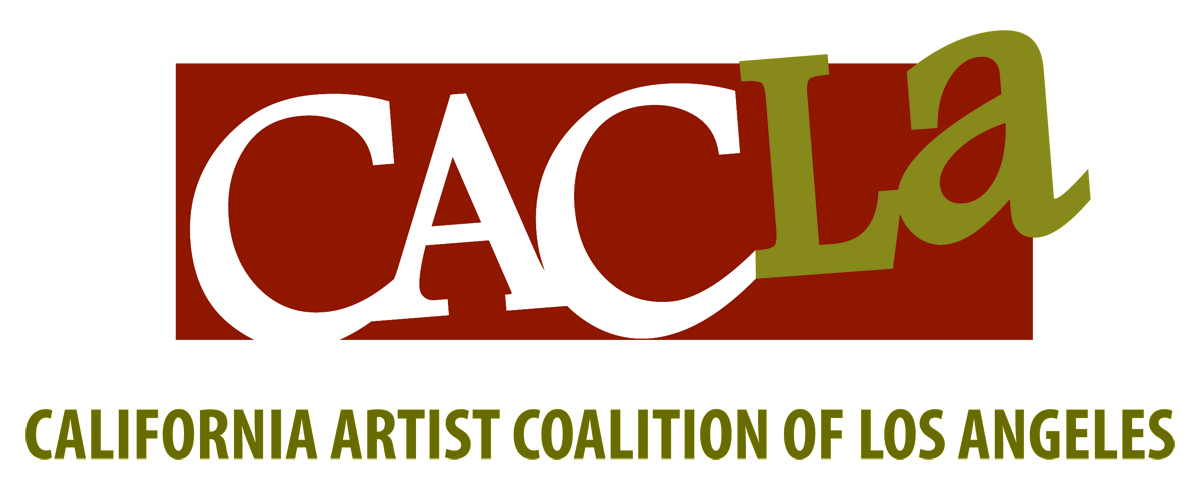 CACLa
CALIFORNIA ARTIST COALITION OF LOS ANGELES